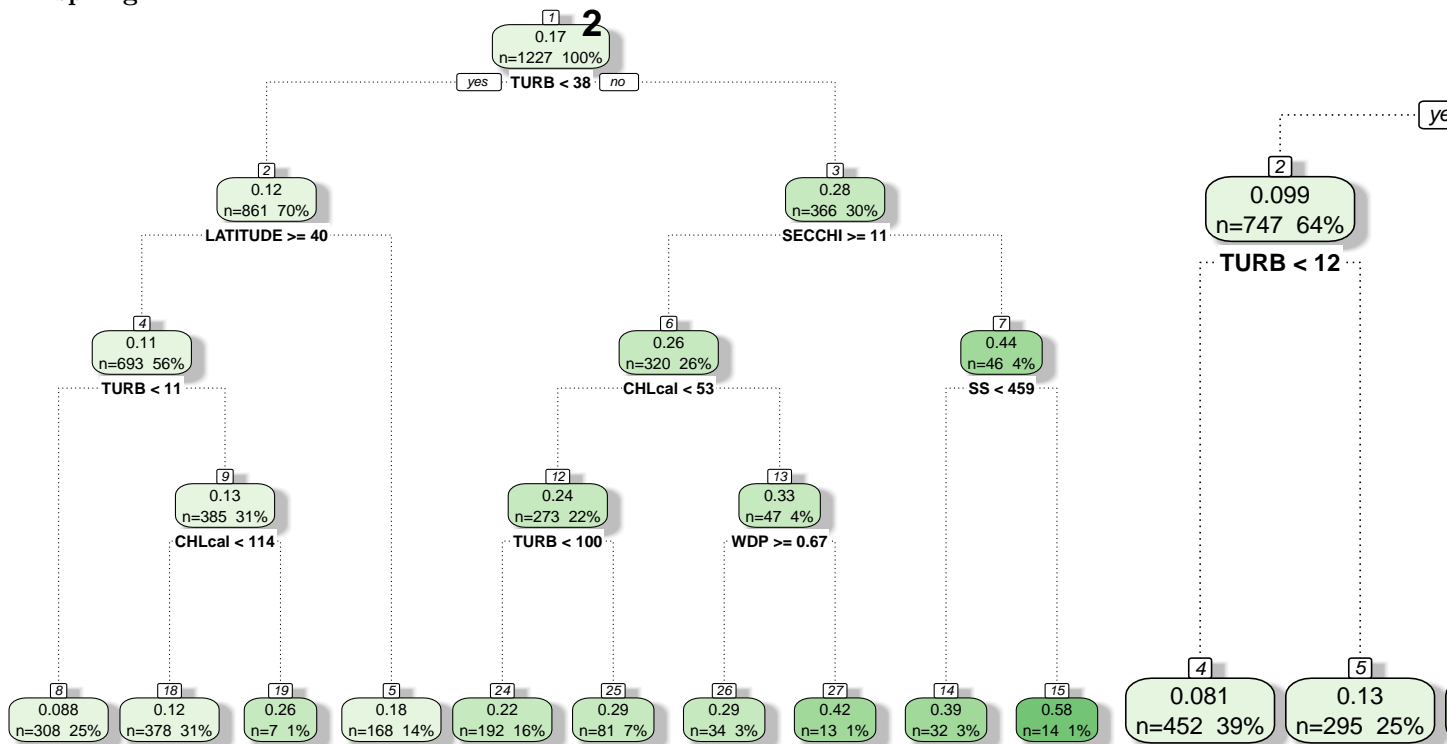 1
2
0.17
n=1227 100%
yes TURB < 38 no
2
0.12
n=861 70%
LATITUDE >= 40
3
0.28
n=366 30%
SECCHI >= 11
4
0.11
n=693 56%
TURB < 11
6
0.26
n=320 26%
CHLcal < 53
7
0.44
n=46 4%
SS < 459
9
0.13
n=385 31%
CHLcal < 114
12
0.24
n=273 22%
TURB < 100
13
0.33
n=47 4%
WDP >= 0.67
8
0.088
n=308 25%
18
0.12
n=378 31%
19
0.26
n=7 1%
5
0.18
n=168 14%
24
0.22
n=192 16%
25
0.29
n=81 7%
26
0.29
n=34 3%
27
0.42
n=13 1%
14
0.39
n=32 3%
15
0.58
n=14 1%
ye
2
0.099
n=747 64%
TURB < 12
4
0.081
n=452 39%
5
0.13
n=295 25%